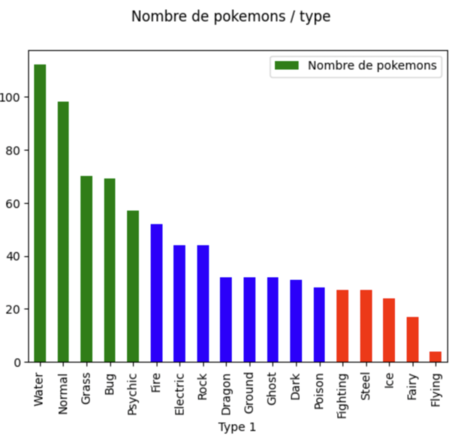 Nombre de pokemons / type
Nombre de pokemons
100
80
60
40
20
0
Water
Normal
Grass
Bug
Psychic
Fire
Electric
Rock
Dragon
Ground
Ghost
Dark
Poison
Fighting
Steel
Ice
Fairy
Flying
Type 1